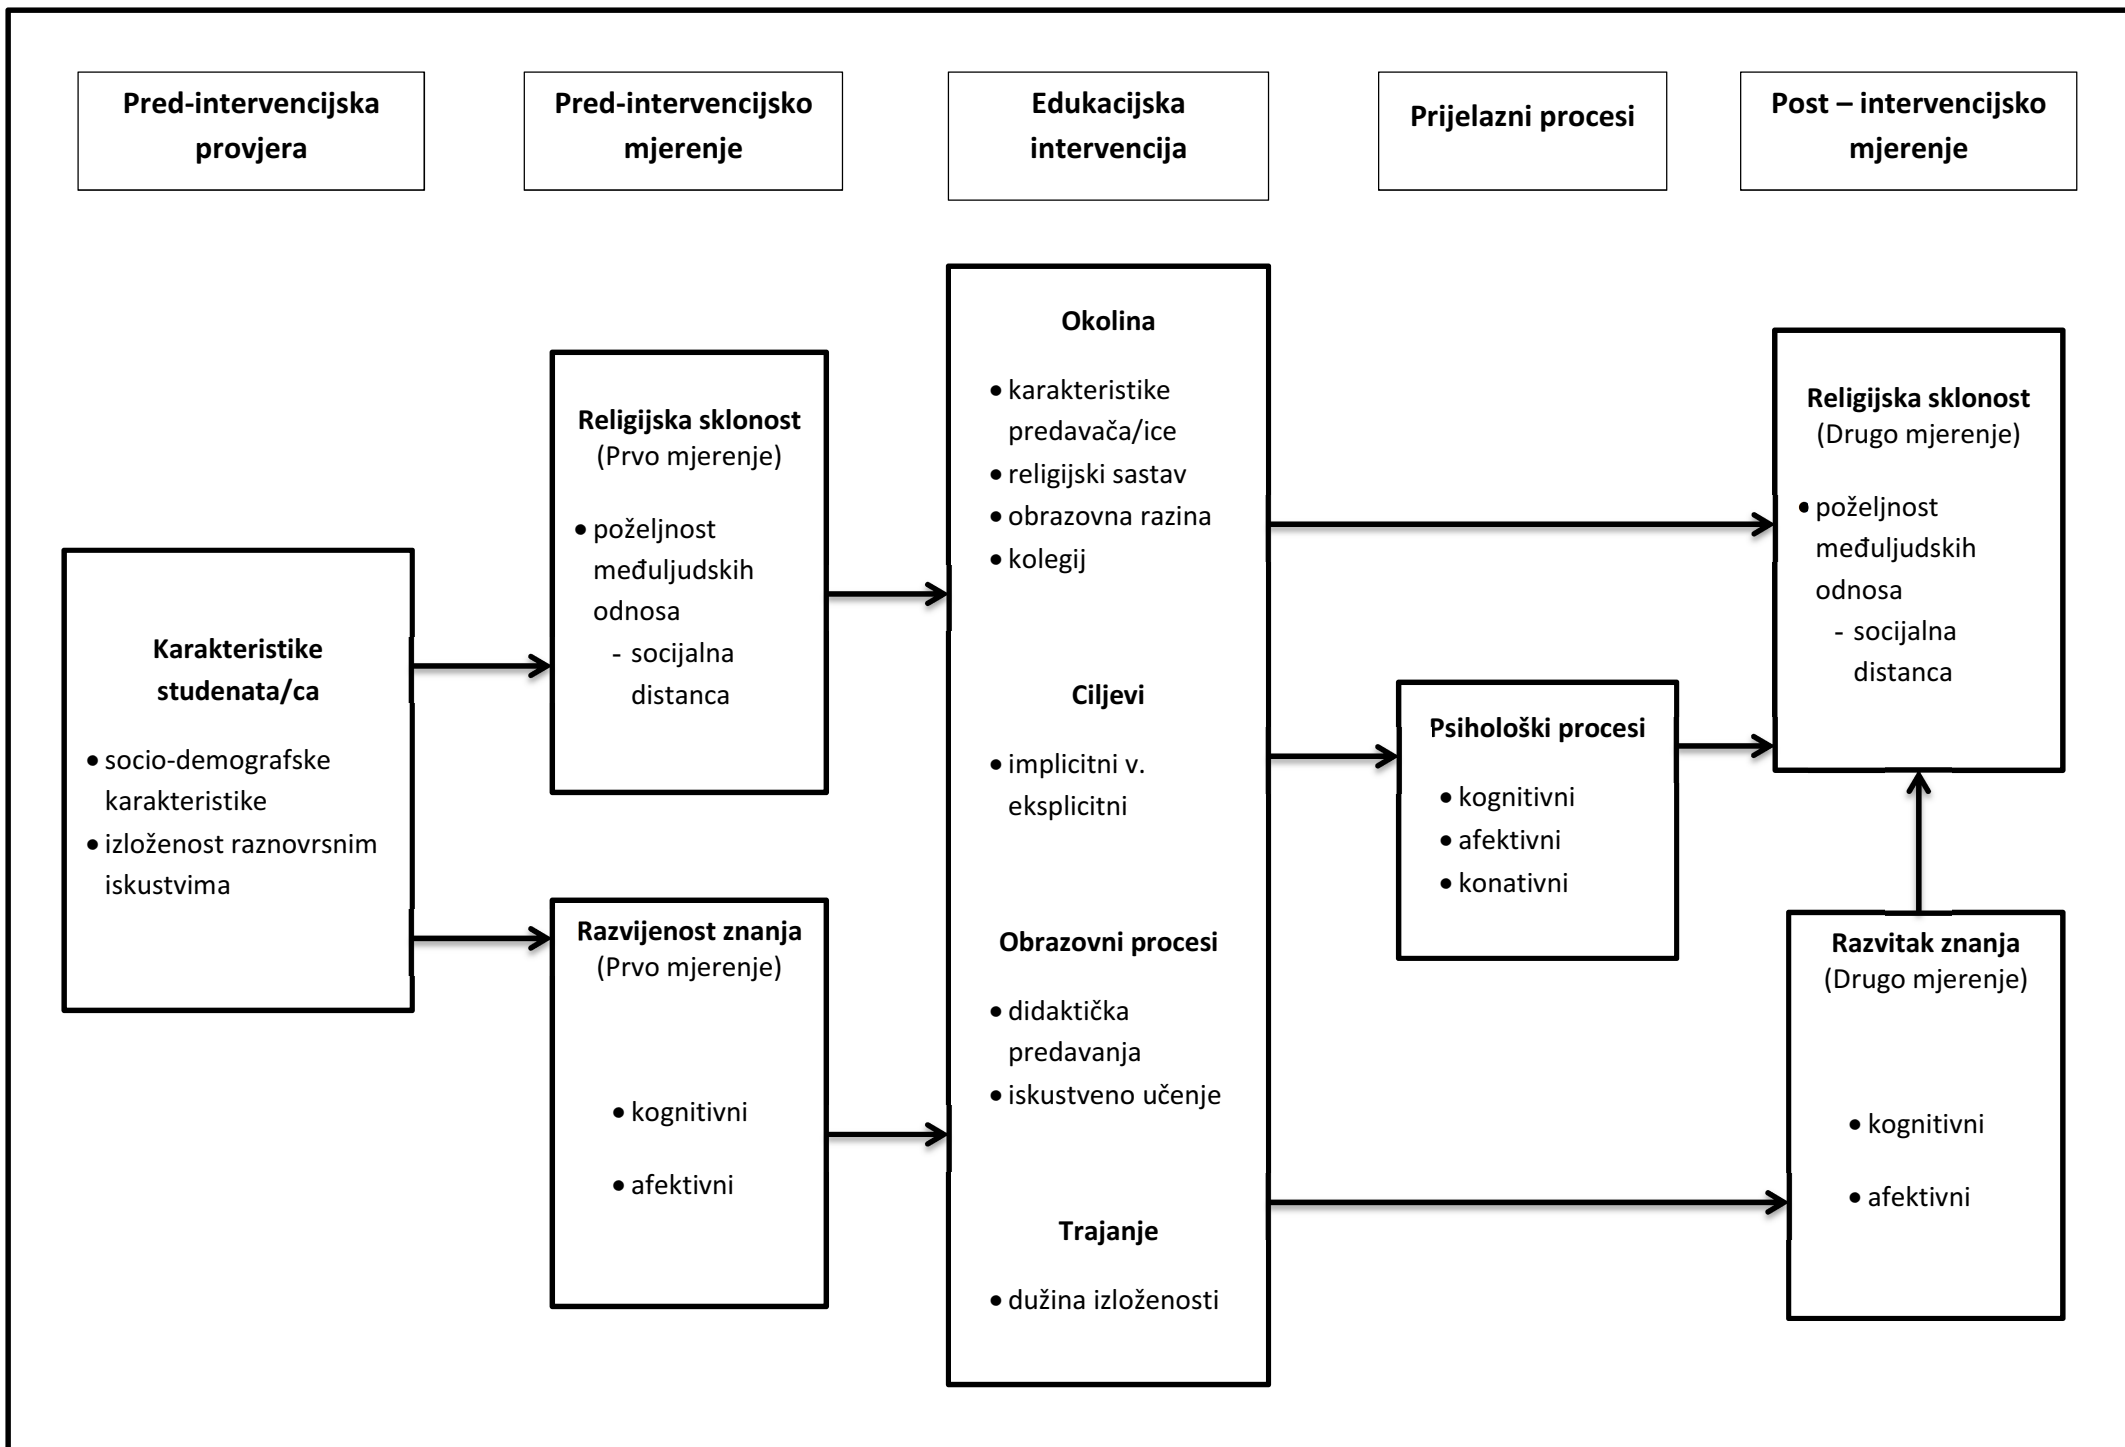 Pred-intervencijska
provjera
Pred-intervencijsko
mjerenje
Edukacijska
intervencija
Prijelazni procesi
Post – intervencijsko
mjerenje
Karakteristike
studenata/ca
• socio-demografske
karakteristike
• izloženost raznovrsnim
iskustvima
Religijska sklonost
(Prvo mjerenje)
• poželjnost
međuljudskih
odnosa
- socijalna
distanca
Razvijenost znanja
(Prvo mjerenje)
• kognitivni
• afektivni
Okolina
• karakteristike
predavača/ice
• religijski sastav
• obrazovna razina
• kolegij
Ciljevi
• implicitni v.
eksplicitni
Obrazovni procesi
• didaktička
predavanja
• iskustveno učenje
Trajanje
• dužina izloženosti
Psihološki procesi
• kognitivni
• afektivni
• konativni
Religijska sklonost
(Drugo mjerenje)
• poželjnost
međuljudskih
odnosa
- socijalna
distanca
Razvitak znanja
(Drugo mjerenje)
• kognitivni
• afektivni